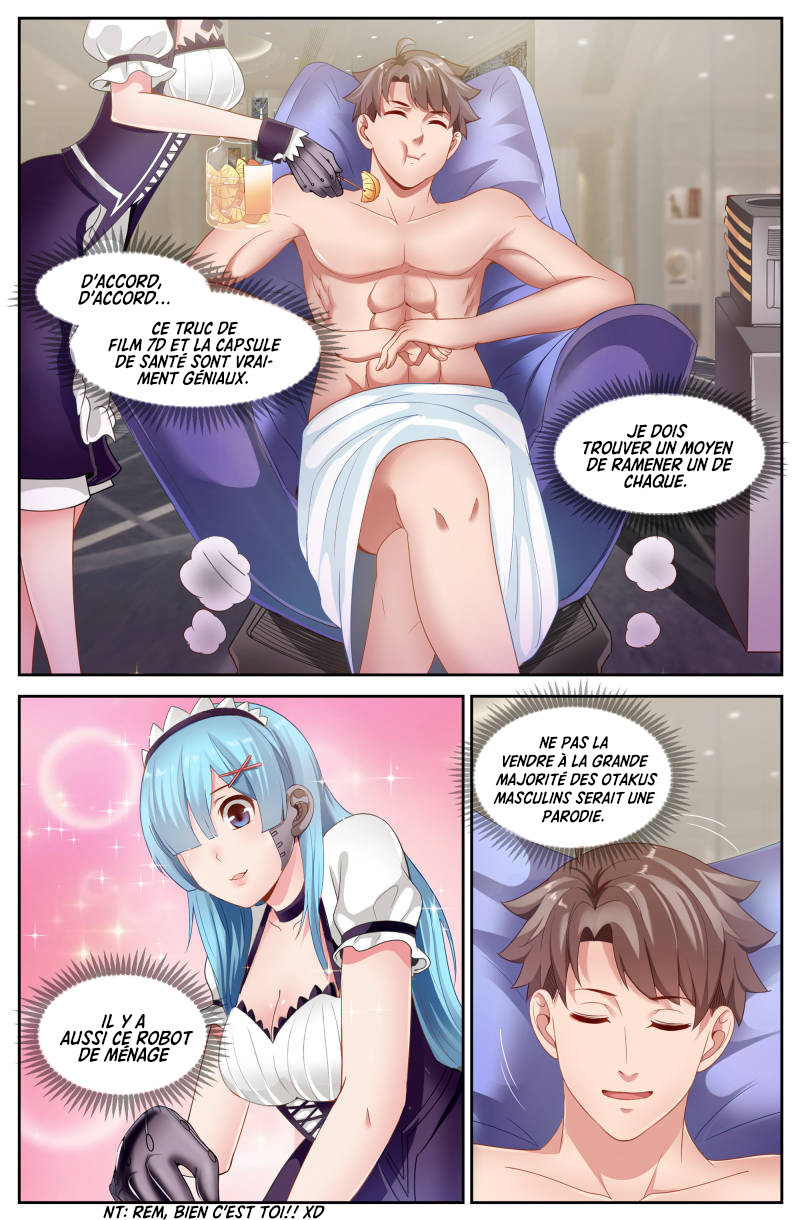 D'ACCORD,
D'ACCORD...
CE TRUC DE
FILM 7D ET LA CAPSULE
DE SANTÉ SONT VRAI-
MENT GÉNIAUX.
JE DOIS
TROUVER UN MOYEN
DE RAMENER UN DE
CHAQUE.
IL Y A
AUSSI CE ROBOT
DE MÉNAGE
NE PAS LA
VENDRE À LA GRANDE
MAJORITÉ DES OTAKUS
MASCULINS SERAIT UNE
PARODIE.
NT: REM, BIEN C'EST TOI!! XD